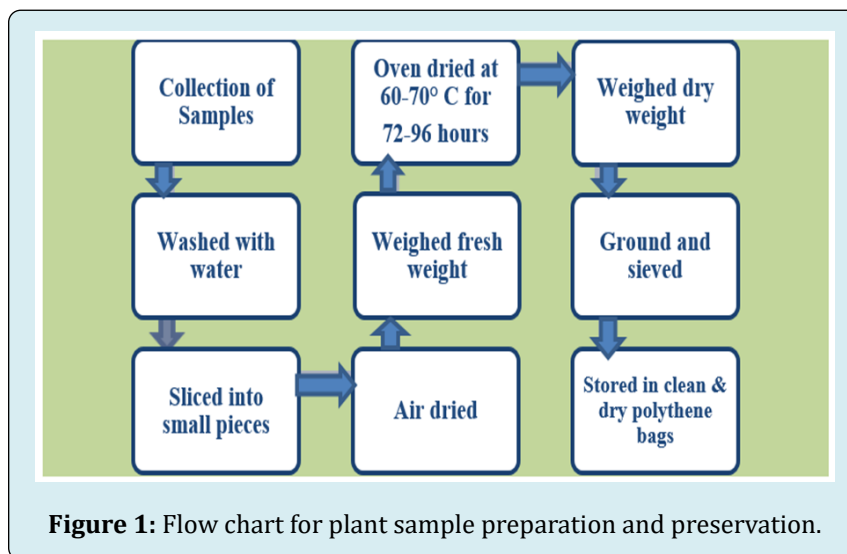 Collection of
Samples
Washed with
water
Sliced into
small pieces
Air dried
Weighed fresh
weight
Oven dried at
60-70° C for
72-96 hours
Weighed dry
weight
Ground and
sieved
Stored in clean &
dry polythene
bags
Figure 1: Flow chart for plant sample preparation and preservation.